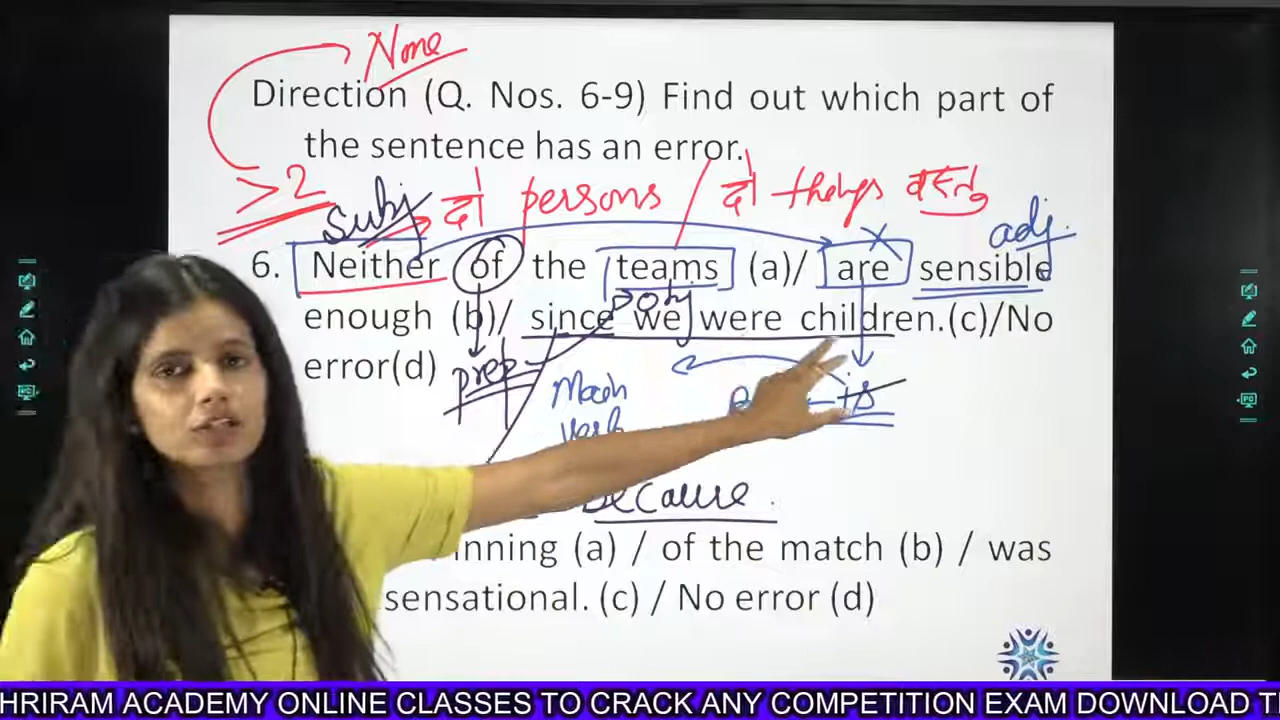 None
Direction (Q. Nos. 6-9) Find out which part of
the sentence has an error.
>2 subj दो persons / दो things वस्तु
adj.
6. Neither of the teams (a)/ are sensible
enough (b)/ since we were children.(c)/No
obj
error(d)
prep
Main
verb
is
because
inning (a) / of the match (b) / was
sensational. (c) / No error (d)
HRIRAM ACADEMY ONLINE CLASSES TO CRACK ANY COMPETITION EXAM DOWNLOAD T